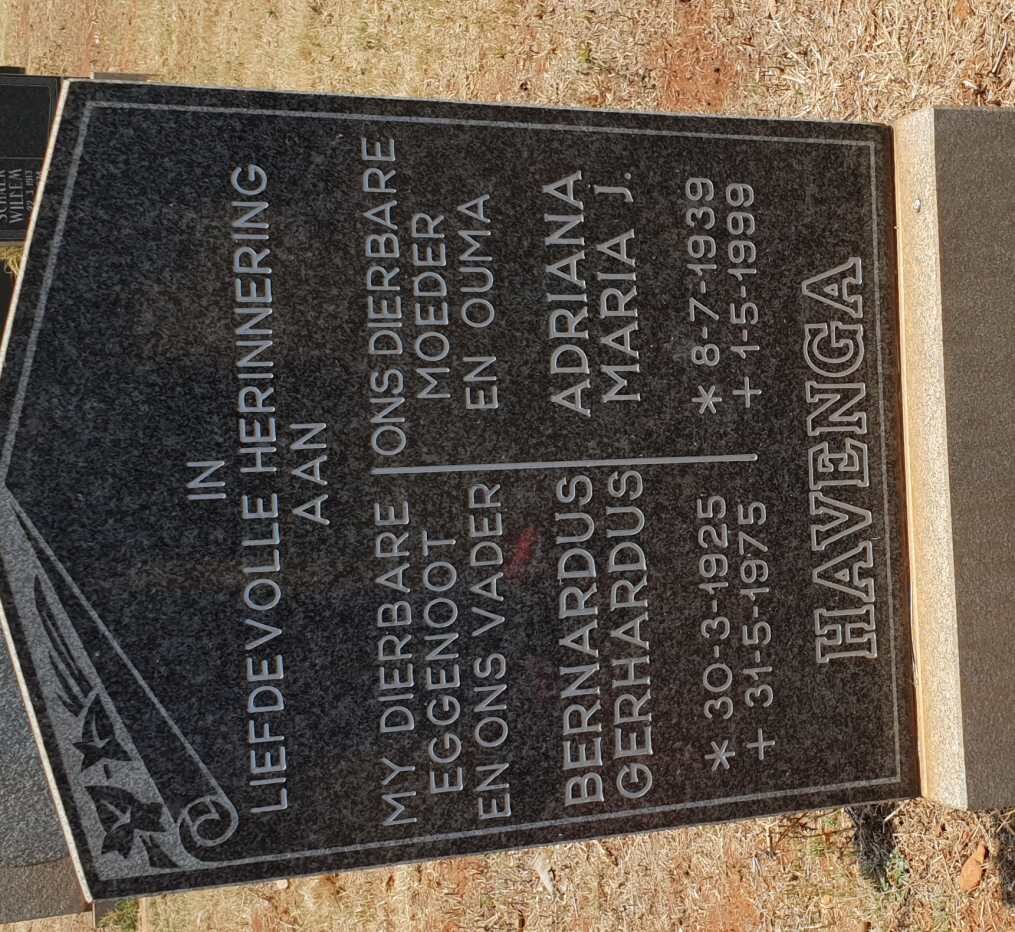 IN
LIEFDEVOLLE HERINNERING
AAN
MY DIERBARE
EGGENOOT
EN ONS VADER
BERNARDUS
GERHARDUS
* 30-3-1925
+ 31-5-1975
ONS DIERBARE
MOEDER
EN OUMA
ADRIANA
MARIA J.
* 8-7-1939
+ 1-5-1999
HAVENGA
WILLEM